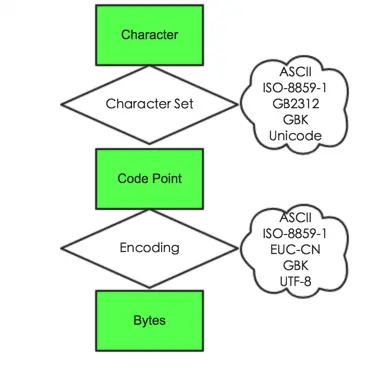 Character
Character Set
ASCII
ISO-8859-1
GB2312
GBK
Unicode
Code Point
Encoding
ASCII
ISO-8859-1
EUC-CN
GBK
UTF-8
Bytes